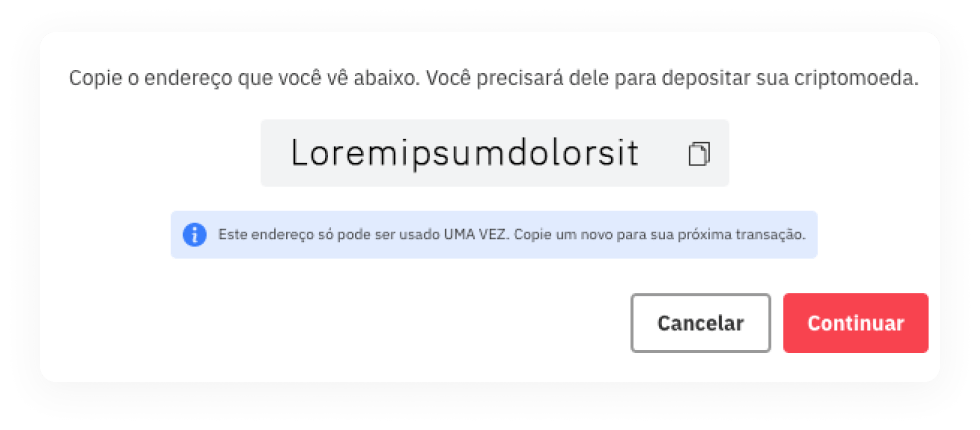 Copie o endereço que você vê abaixo. Você precisará dele para depositar sua criptomoeda.
Loremipsumdolorsit
Este endereço só pode ser usado UMA VEZ. Copie um novo para sua próxima transação.
Cancelar
Continuar